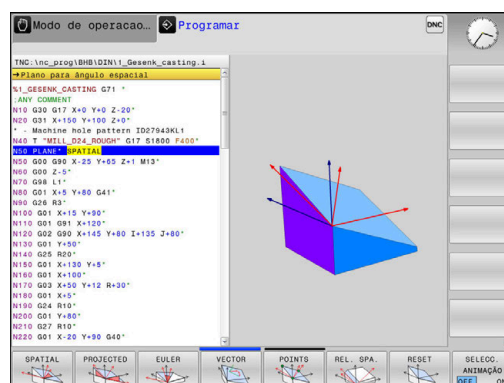 Modo de operacao...
Programar
DNC
TNC:\nc_prog\BHB\DIN\1_Gesenk_casting.i
→Plano para ângulo espacial
%1_GESENK_CASTING G71 *
;ANY COMMENT
N10 G30 G17 X+0 Y+0 Z-20*
N20 G31 X+150 Y+100 Z+0*
* - Machine hole pattern ID27943KL1
N40 T "MILL_D24_ROUGH" G17 S1800 F400*
N50 PLANE* SPATIAL
N50 G00 G90 X-25 Y+65 Z+1 M13*
N60 G00 Z-5*
N70 G98 L1*
N80 G01 X+5 Y+80 G41*
N90 G26 R3*
N100 G01 X+15 Y+90*
N110 G01 G91 X+120*
N120 G02 G90 X+145 Y+80 I+135 J+80*
N130 G01 Y+50*
N140 G25 R20*
N150 G01 X+130 Y+5*
N160 G01 X+100*
N170 G03 X+50 Y+12 R+30*
N180 G01 X+5*
N190 G24 R10*
N200 G01 Y+80*
N210 G27 R10*
N220 G01 X-20 Y+90 G40*
SPATIAL
PROJECTED
EULER
VECTOR
POINTS
REL. SPA.
RESET
SELECC.
ANIMAÇÃO
OFF